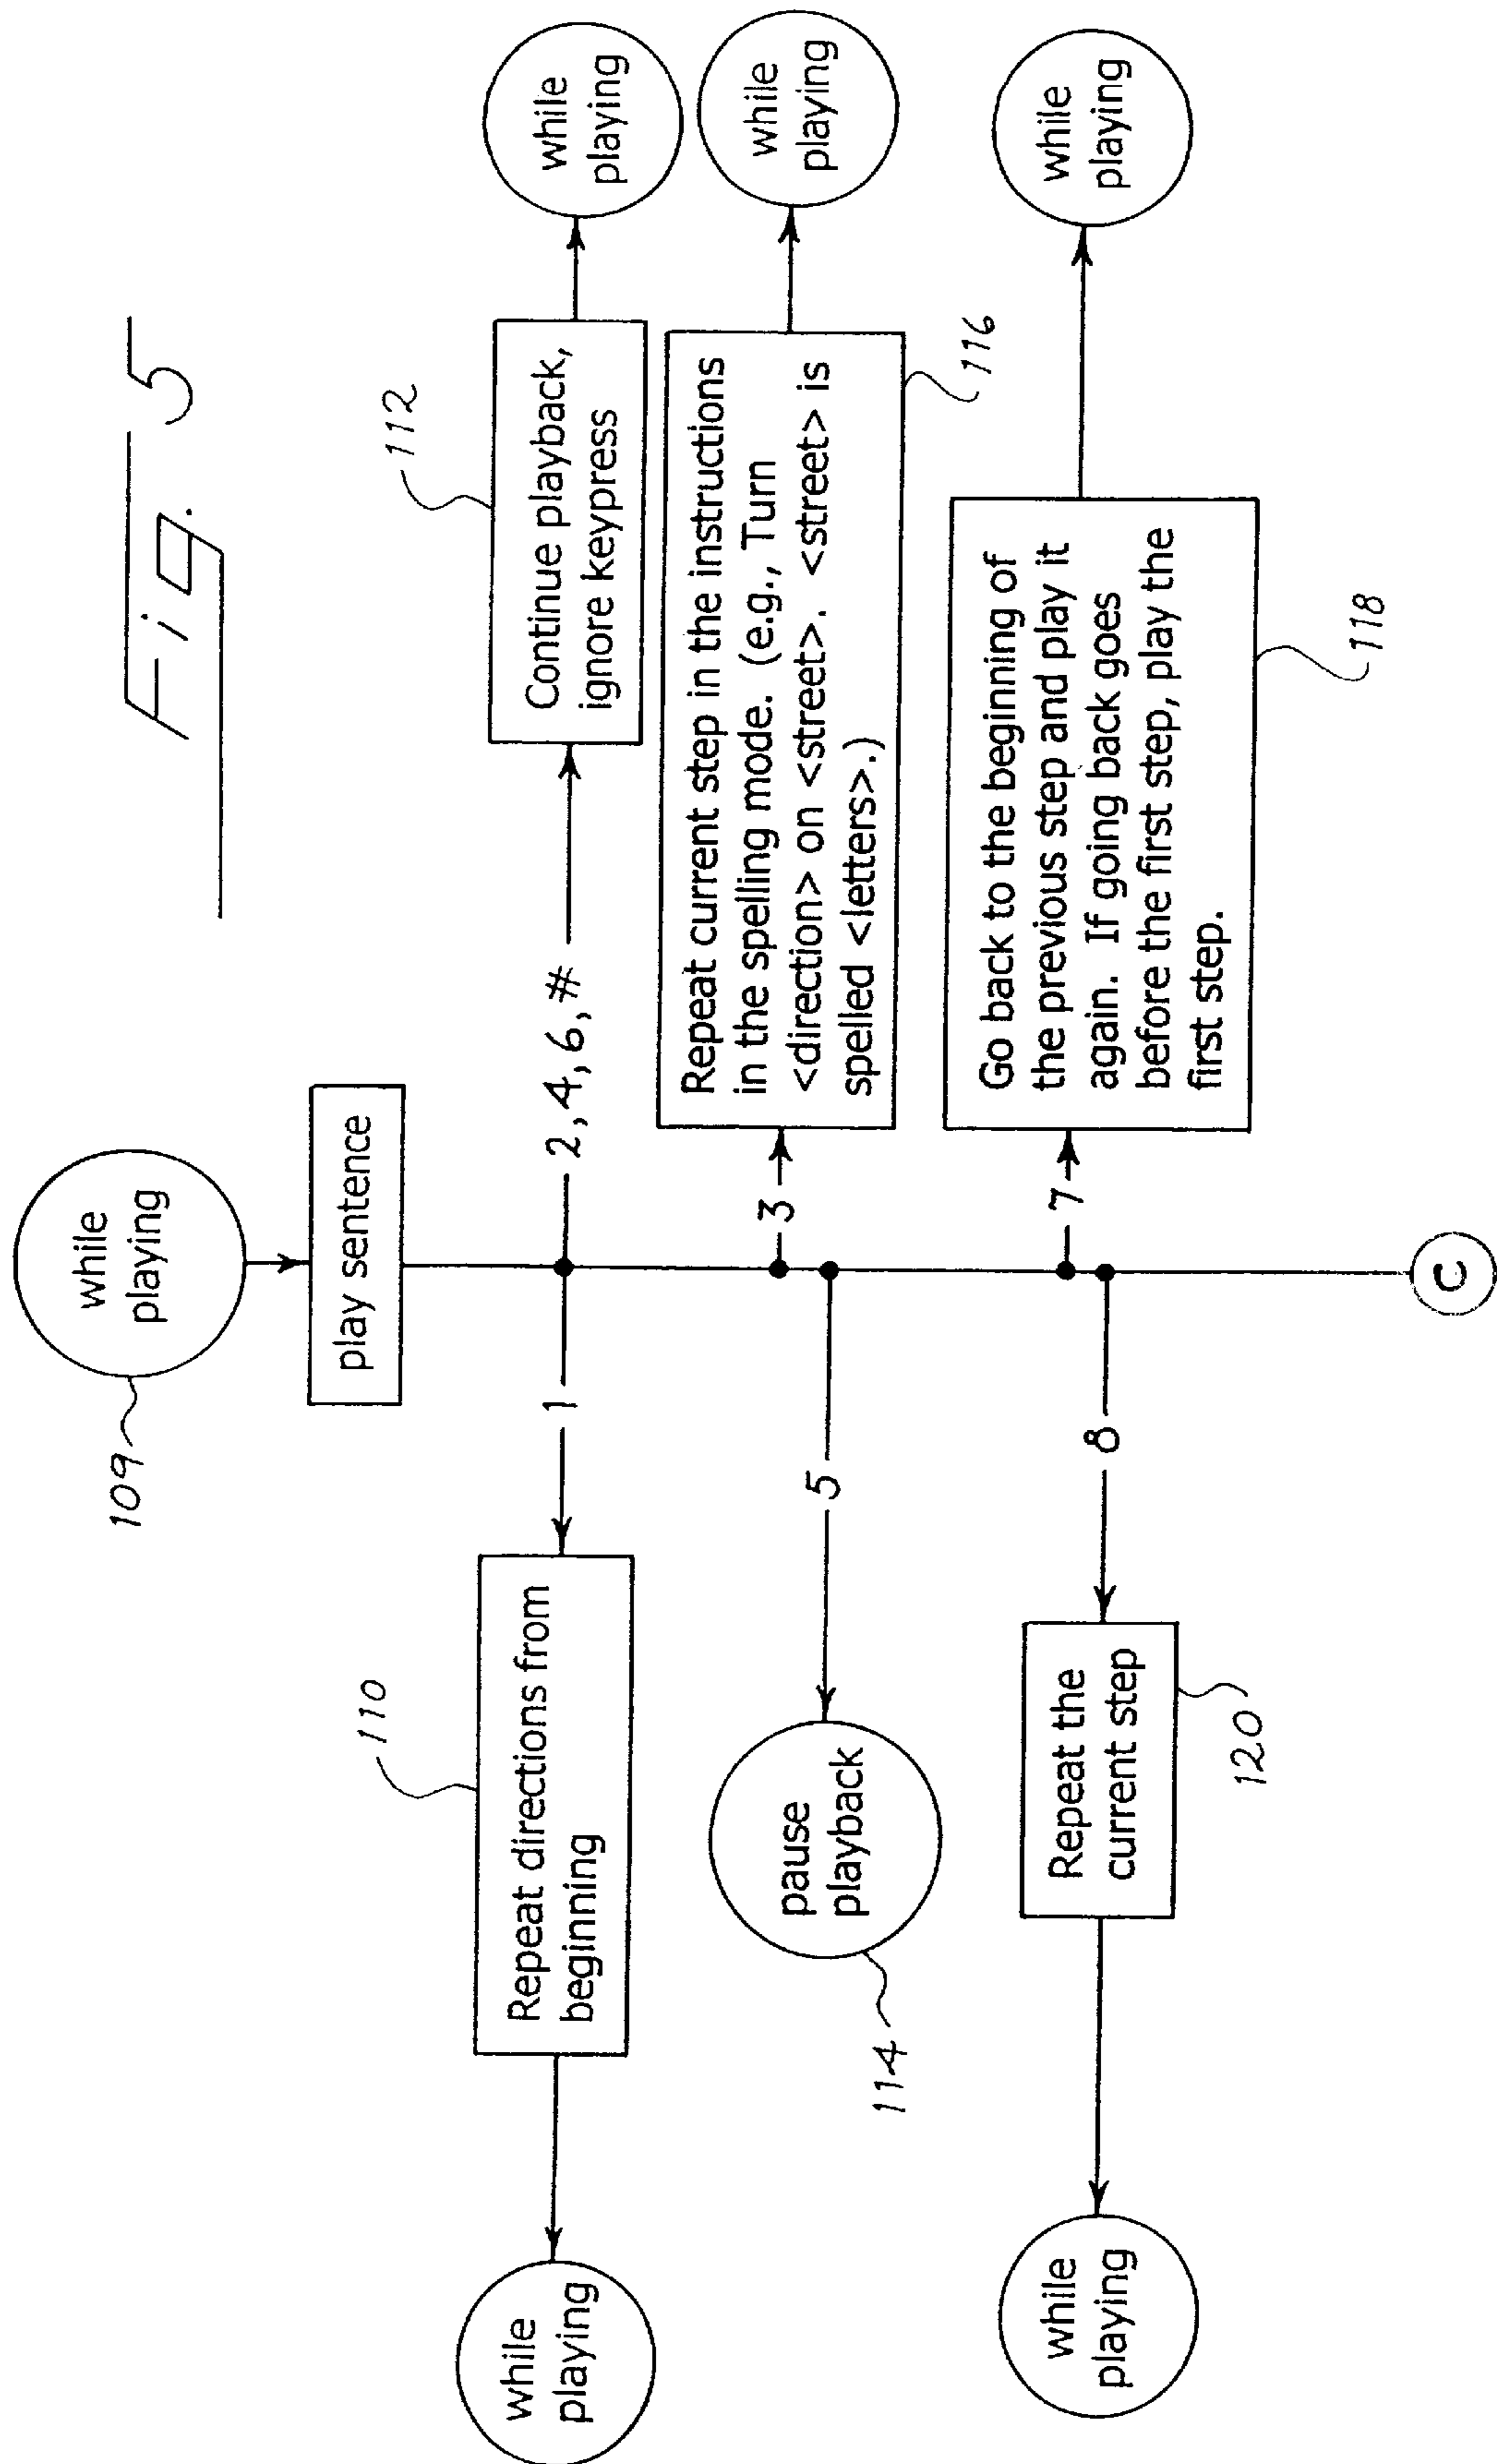 Fig. 5
while
playing
109
play sentence
1
2, 4, 6, #
110
Repeat directions from
beginning
while
playing
112
Continue playback,
ignore keypress
while
playing
3
Repeat current step in the instructions
in the spelling mode. (e.g., Turn
<direction> on <street>. <street> is
spelled <letters>.)
116
while
playing
5
pause
playback
114
7
Go back to the beginning of
the previous step and play it
again. If going back goes
before the first step, play the
first step.
118
while
playing
8
Repeat the
current step
120
while
playing
C